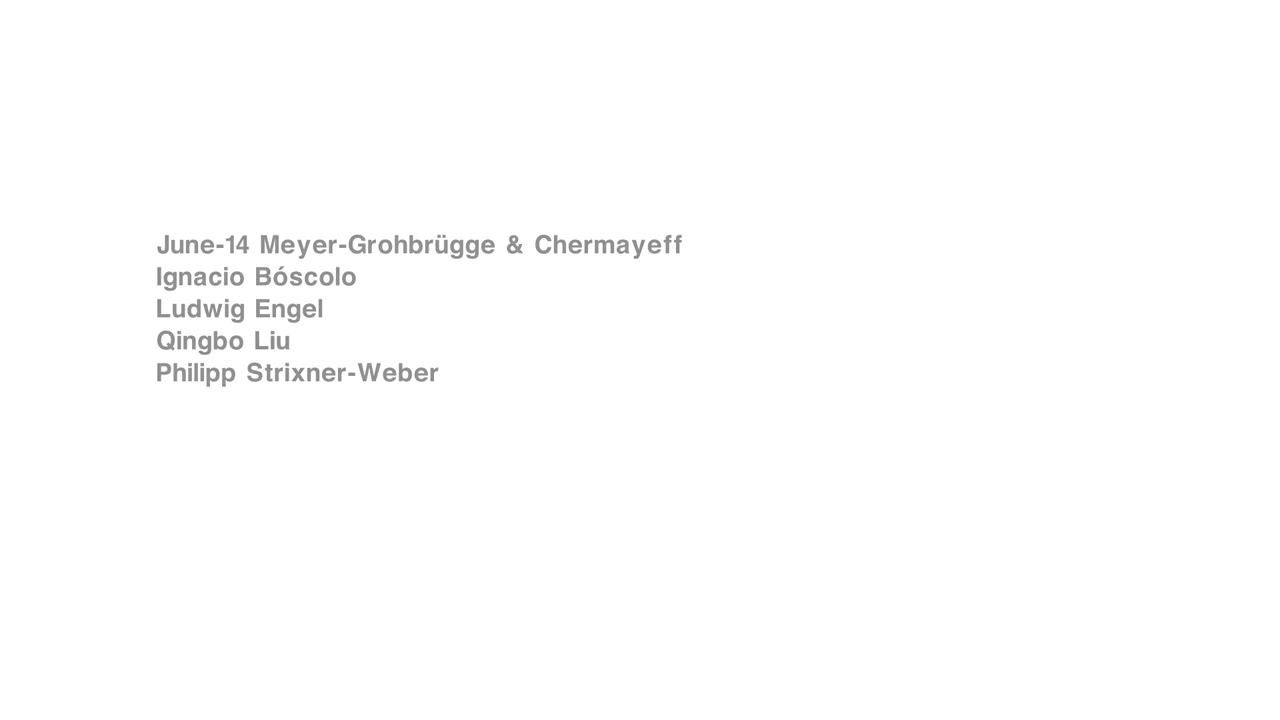 June-14 Meyer-Grohbrügge & Chermayeff
Ignacio Bóscolo
Ludwig Engel
Qingbo Liu
Philipp Strixner-Weber